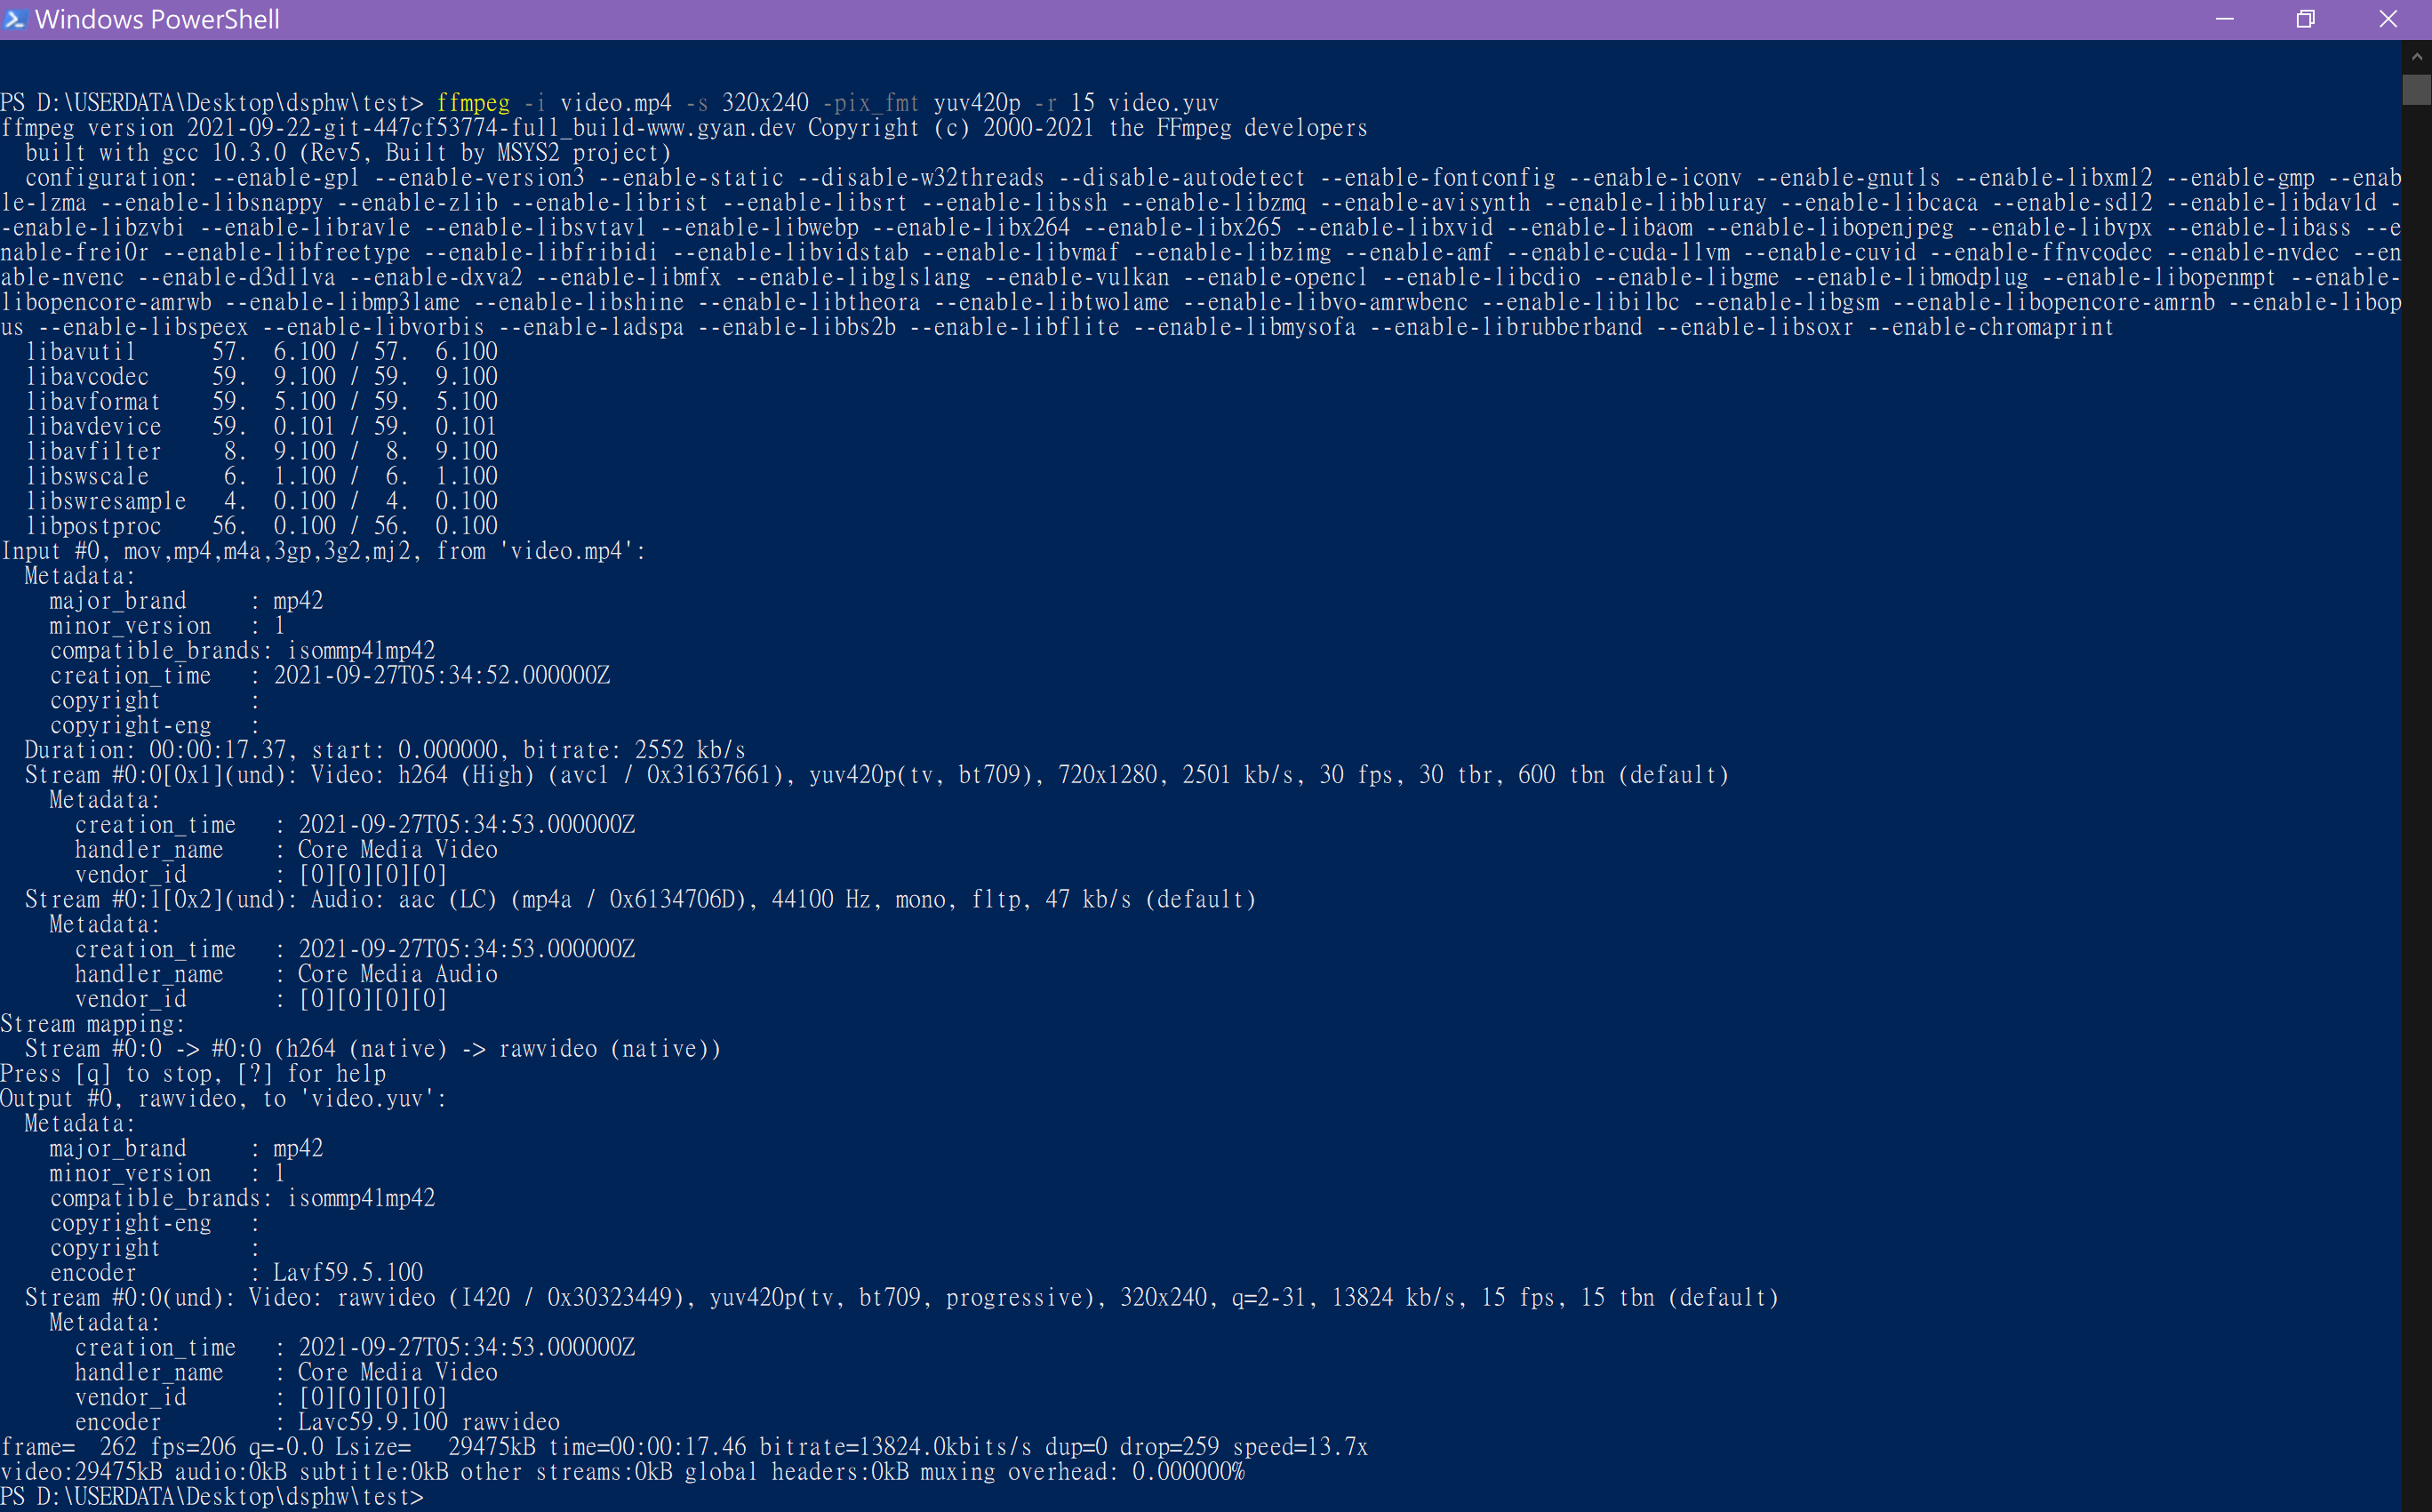 Windows PowerShell
PS D:\USERDATA\Desktop\dsphw\test> ffmpeg -i video.mp4 -s 320x240 -pix_fmt yuv420p -r 15 video.yuv
ffmpeg version 2021-09-22-git-447cf53774-full_build-www.gyan.dev Copyright (c) 2000-2021 the FFmpeg developers
  built with gcc 10.3.0 (Rev5, Built by MSYS2 project)
  configuration: --enable-gpl --enable-version3 --enable-static --disable-w32threads --disable-autodetect --enable-fontconfig --enable-iconv --enable-gnutls --enable-libxml2 --enable-gmp --enab
le-lzma --enable-libsnappy --enable-zlib --enable-librist --enable-libsrt --enable-libssh --enable-libzmq --enable-avisynth --enable-libbluray --enable-libcaca --enable-sdl2 --enable-libdav1d -
-enable-libzvbi --enable-librav1e --enable-libsvtav1 --enable-libwebp --enable-libx264 --enable-libx265 --enable-libxvid --enable-libaom --enable-libopenjpeg --enable-libvpx --enable-libass --e
nable-frei0r --enable-libfreetype --enable-libfribidi --enable-libvidstab --enable-libvmaf --enable-libzimg --enable-amf --enable-cuda-llvm --enable-cuvid --enable-ffnvcodec --enable-nvdec --en
able-nvenc --enable-d3d11va --enable-dxva2 --enable-libmfx --enable-libglslang --enable-vulkan --enable-opencl --enable-libcdio --enable-libgme --enable-libmodplug --enable-libopenmpt --enable-
libopencore-amrwb --enable-libmp3lame --enable-libshine --enable-libtheora --enable-libtwolame --enable-libvo-amrwbenc --enable-libilbc --enable-libgsm --enable-libopencore-amrnb --enable-libop
us --enable-libspeex --enable-libvorbis --enable-ladspa --enable-libbs2b --enable-libflite --enable-libmysofa --enable-librubberband --enable-libsoxr --enable-chromaprint
  libavutil      57.  6.100 / 57.  6.100
  libavcodec     59.  9.100 / 59.  9.100
  libavformat    59.  5.100 / 59.  5.100
  libavdevice    59.  0.101 / 59.  0.101
  libavfilter     8.  9.100 /  8.  9.100
  libswscale      6.  1.100 /  6.  1.100
  libswresample   4.  0.100 /  4.  0.100
  libpostproc    56.  0.100 / 56.  0.100
Input #0, mov,mp4,m4a,3gp,3g2,mj2, from 'video.mp4':
  Metadata:
    major_brand     : mp42
    minor_version   : 1
    compatible_brands: isommp41mp42
    creation_time   : 2021-09-27T05:34:52.000000Z
    copyright       :
    copyright-eng   :
  Duration: 00:00:17.37, start: 0.000000, bitrate: 2552 kb/s
  Stream #0:0[0x1](und): Video: h264 (High) (avc1 / 0x31637661), yuv420p(tv, bt709), 720x1280, 2501 kb/s, 30 fps, 30 tbr, 600 tbn (default)
    Metadata:
      creation_time   : 2021-09-27T05:34:53.000000Z
      handler_name    : Core Media Video
      vendor_id       : [0][0][0][0]
  Stream #0:1[0x2](und): Audio: aac (LC) (mp4a / 0x6134706D), 44100 Hz, mono, fltp, 47 kb/s (default)
    Metadata:
      creation_time   : 2021-09-27T05:34:53.000000Z
      handler_name    : Core Media Audio
      vendor_id       : [0][0][0][0]
Stream mapping:
  Stream #0:0 -> #0:0 (h264 (native) -> rawvideo (native))
Press [q] to stop, [?] for help
Output #0, rawvideo, to 'video.yuv':
  Metadata:
    major_brand     : mp42
    minor_version   : 1
    compatible_brands: isommp41mp42
    copyright-eng   :
    copyright       :
    encoder         : Lavf59.5.100
  Stream #0:0(und): Video: rawvideo (I420 / 0x30323449), yuv420p(tv, bt709, progressive), 320x240, q=2-31, 13824 kb/s, 15 fps, 15 tbn (default)
    Metadata:
      creation_time   : 2021-09-27T05:34:53.000000Z
      handler_name    : Core Media Video
      vendor_id       : [0][0][0][0]
      encoder         : Lavc59.9.100 rawvideo
frame=  262 fps=206 q=-0.0 Lsize=   29475kB time=00:00:17.46 bitrate=13824.0kbits/s dup=0 drop=259 speed=13.7x
video:29475kB audio:0kB subtitle:0kB other streams:0kB global headers:0kB muxing overhead: 0.000000%
PS D:\USERDATA\Desktop\dsphw\test>